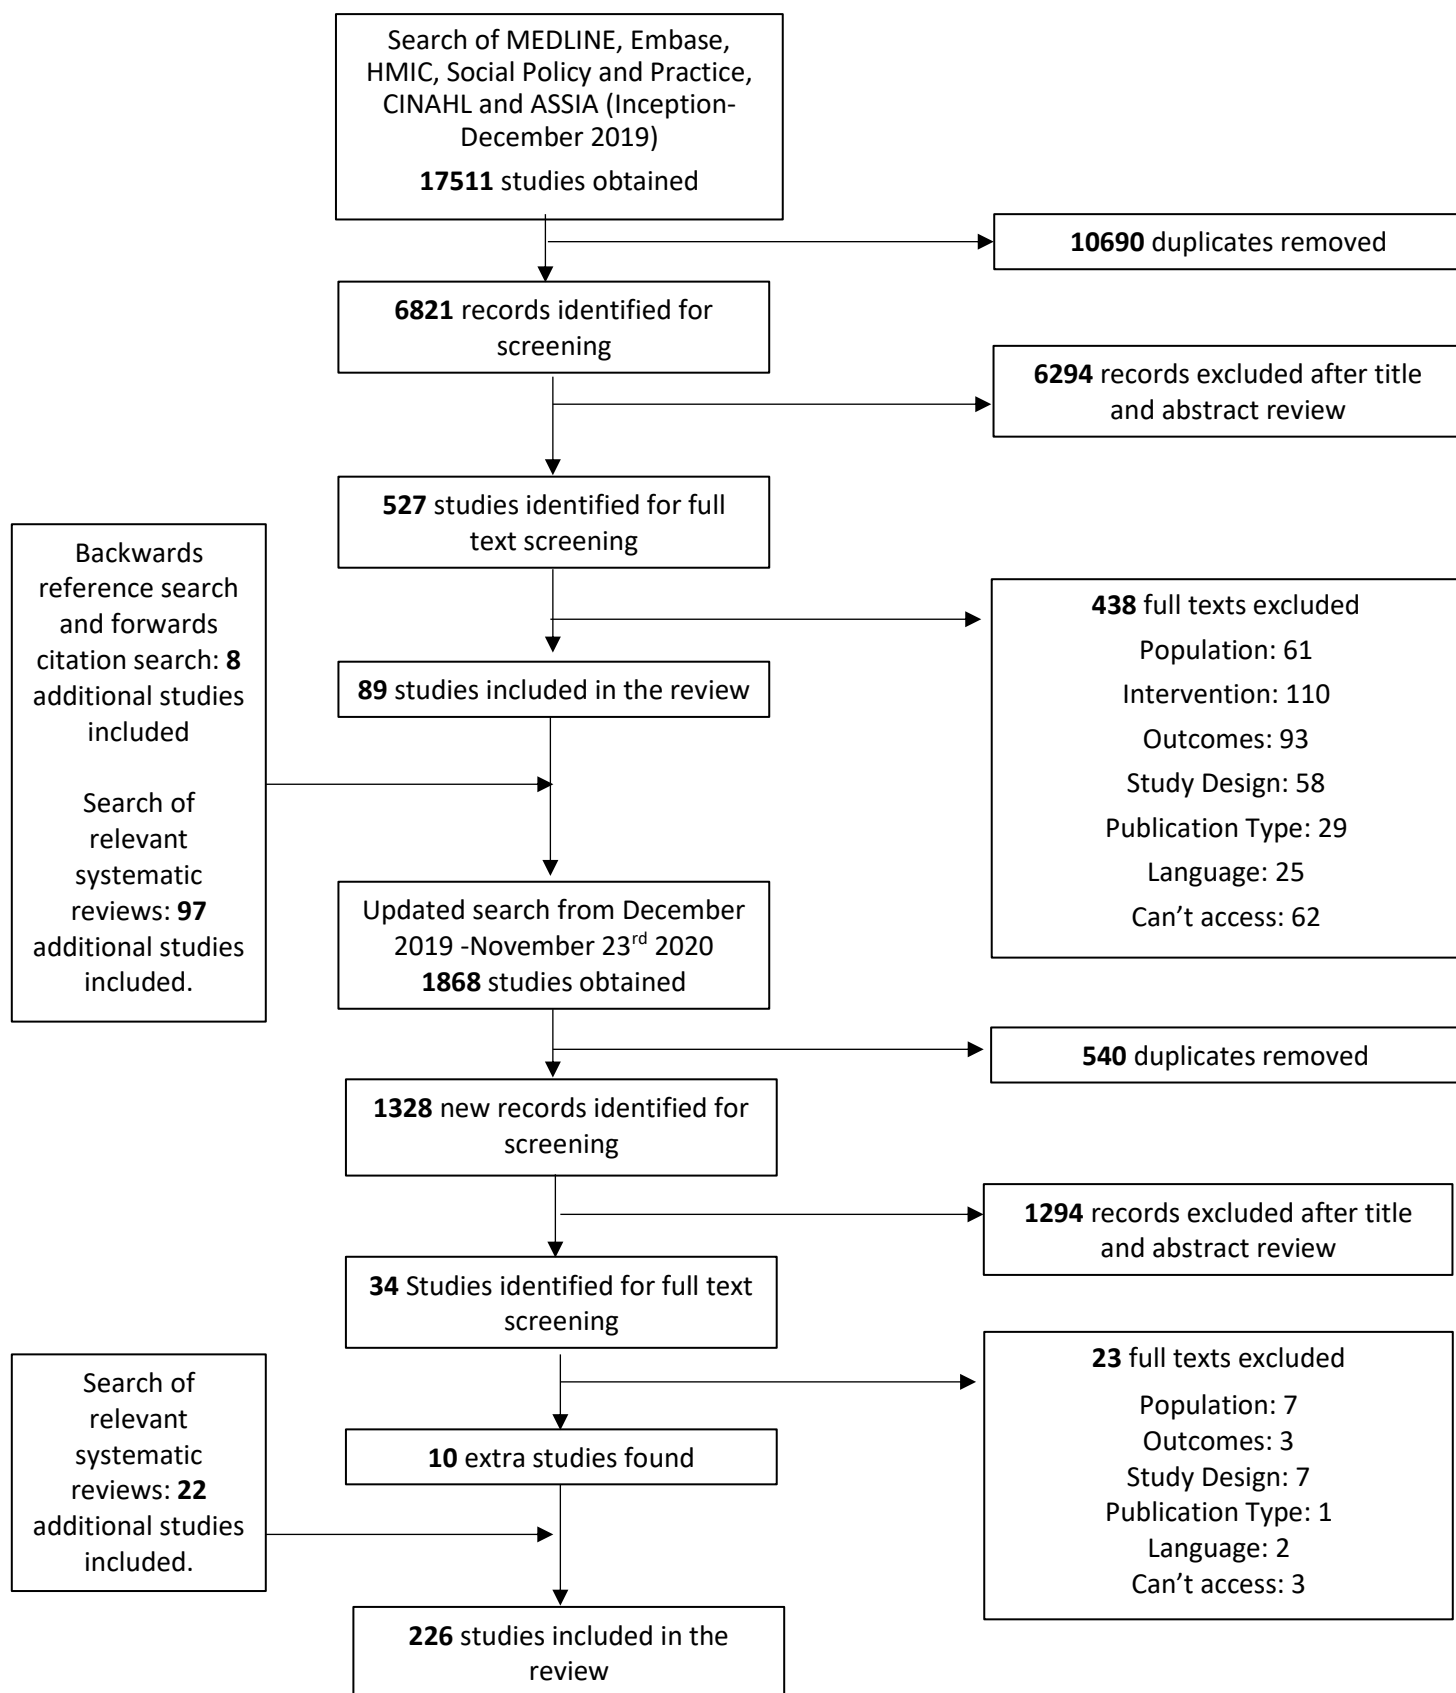 Search of MEDLINE, Embase,
HMIC, Social Policy and Practice,
CINAHL and ASSIA (Inception-
December 2019)
17511 studies obtained
10690 duplicates removed
6821 records identified for
screening
6294 records excluded after title
and abstract review
527 studies identified for full
text screening
Backwards
reference search
and forwards
citation search: 8
additional studies
included
Search of
relevant
systematic
reviews: 97
additional studies
included.
438 full texts excluded
Population: 61
Intervention: 110
Outcomes: 93
Study Design: 58
Publication Type: 29
Language: 25
Can’t access: 62
89 studies included in the review
Updated search from December
2019 -November 23rd 2020
1868 studies obtained
540 duplicates removed
1328 new records identified for
screening
1294 records excluded after title
and abstract review
34 Studies identified for full text
screening
23 full texts excluded
Population: 7
Outcomes: 3
Study Design: 7
Publication Type: 1
Language: 2
Can’t access: 3
Search of
relevant
systematic
reviews: 22
additional studies
included.
10 extra studies found
226 studies included in the
review